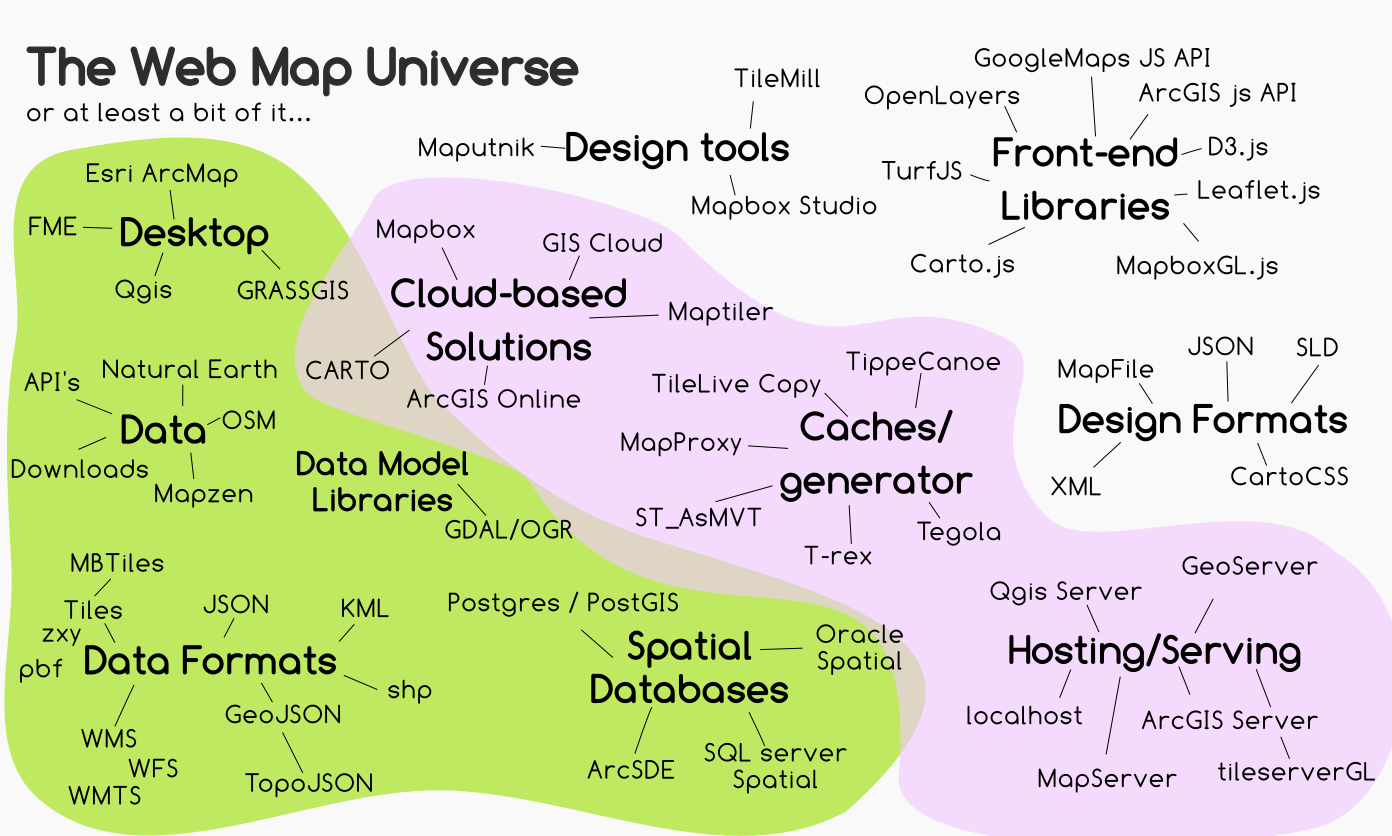 The Web Map Universe
or at least a bit of it...
TileMill
Maputnik
Design tools
Mapbox Studio
GoogleMaps JS API
OpenLayers
ArcGIS js API
Front-end
Libraries
D3.js
TurfJS
Leaflet.js
Carto.js
MapboxGL.js
Esri ArcMap
FME
Desktop
Qgis
GRASSGIS
Mapbox
GIS Cloud
Cloud-based
Solutions
Maptiler
CARTO
ArcGIS Online
API's
Natural Earth
Data
OSM
Downloads
Mapzen
Data Model
Libraries
GDAL/OGR
TileLive Copy
TippeCanoe
Caches/
generator
MapProxy
ST_AsMVT
T-rex
Tegola
MapFile
JSON
SLD
Design Formats
XML
CartoCSS
MBTiles
Tiles
zxy
pbf
JSON
KML
Data Formats
shp
GeoJSON
WMS
WFS
WMTS
TopoJSON
Postgres / PostGIS
Spatial
Databases
Oracle
Spatial
ArcSDE
SQL server
Spatial
Qgis Server
GeoServer
Hosting/Serving
localhost
ArcGIS Server
MapServer
tileserverGL